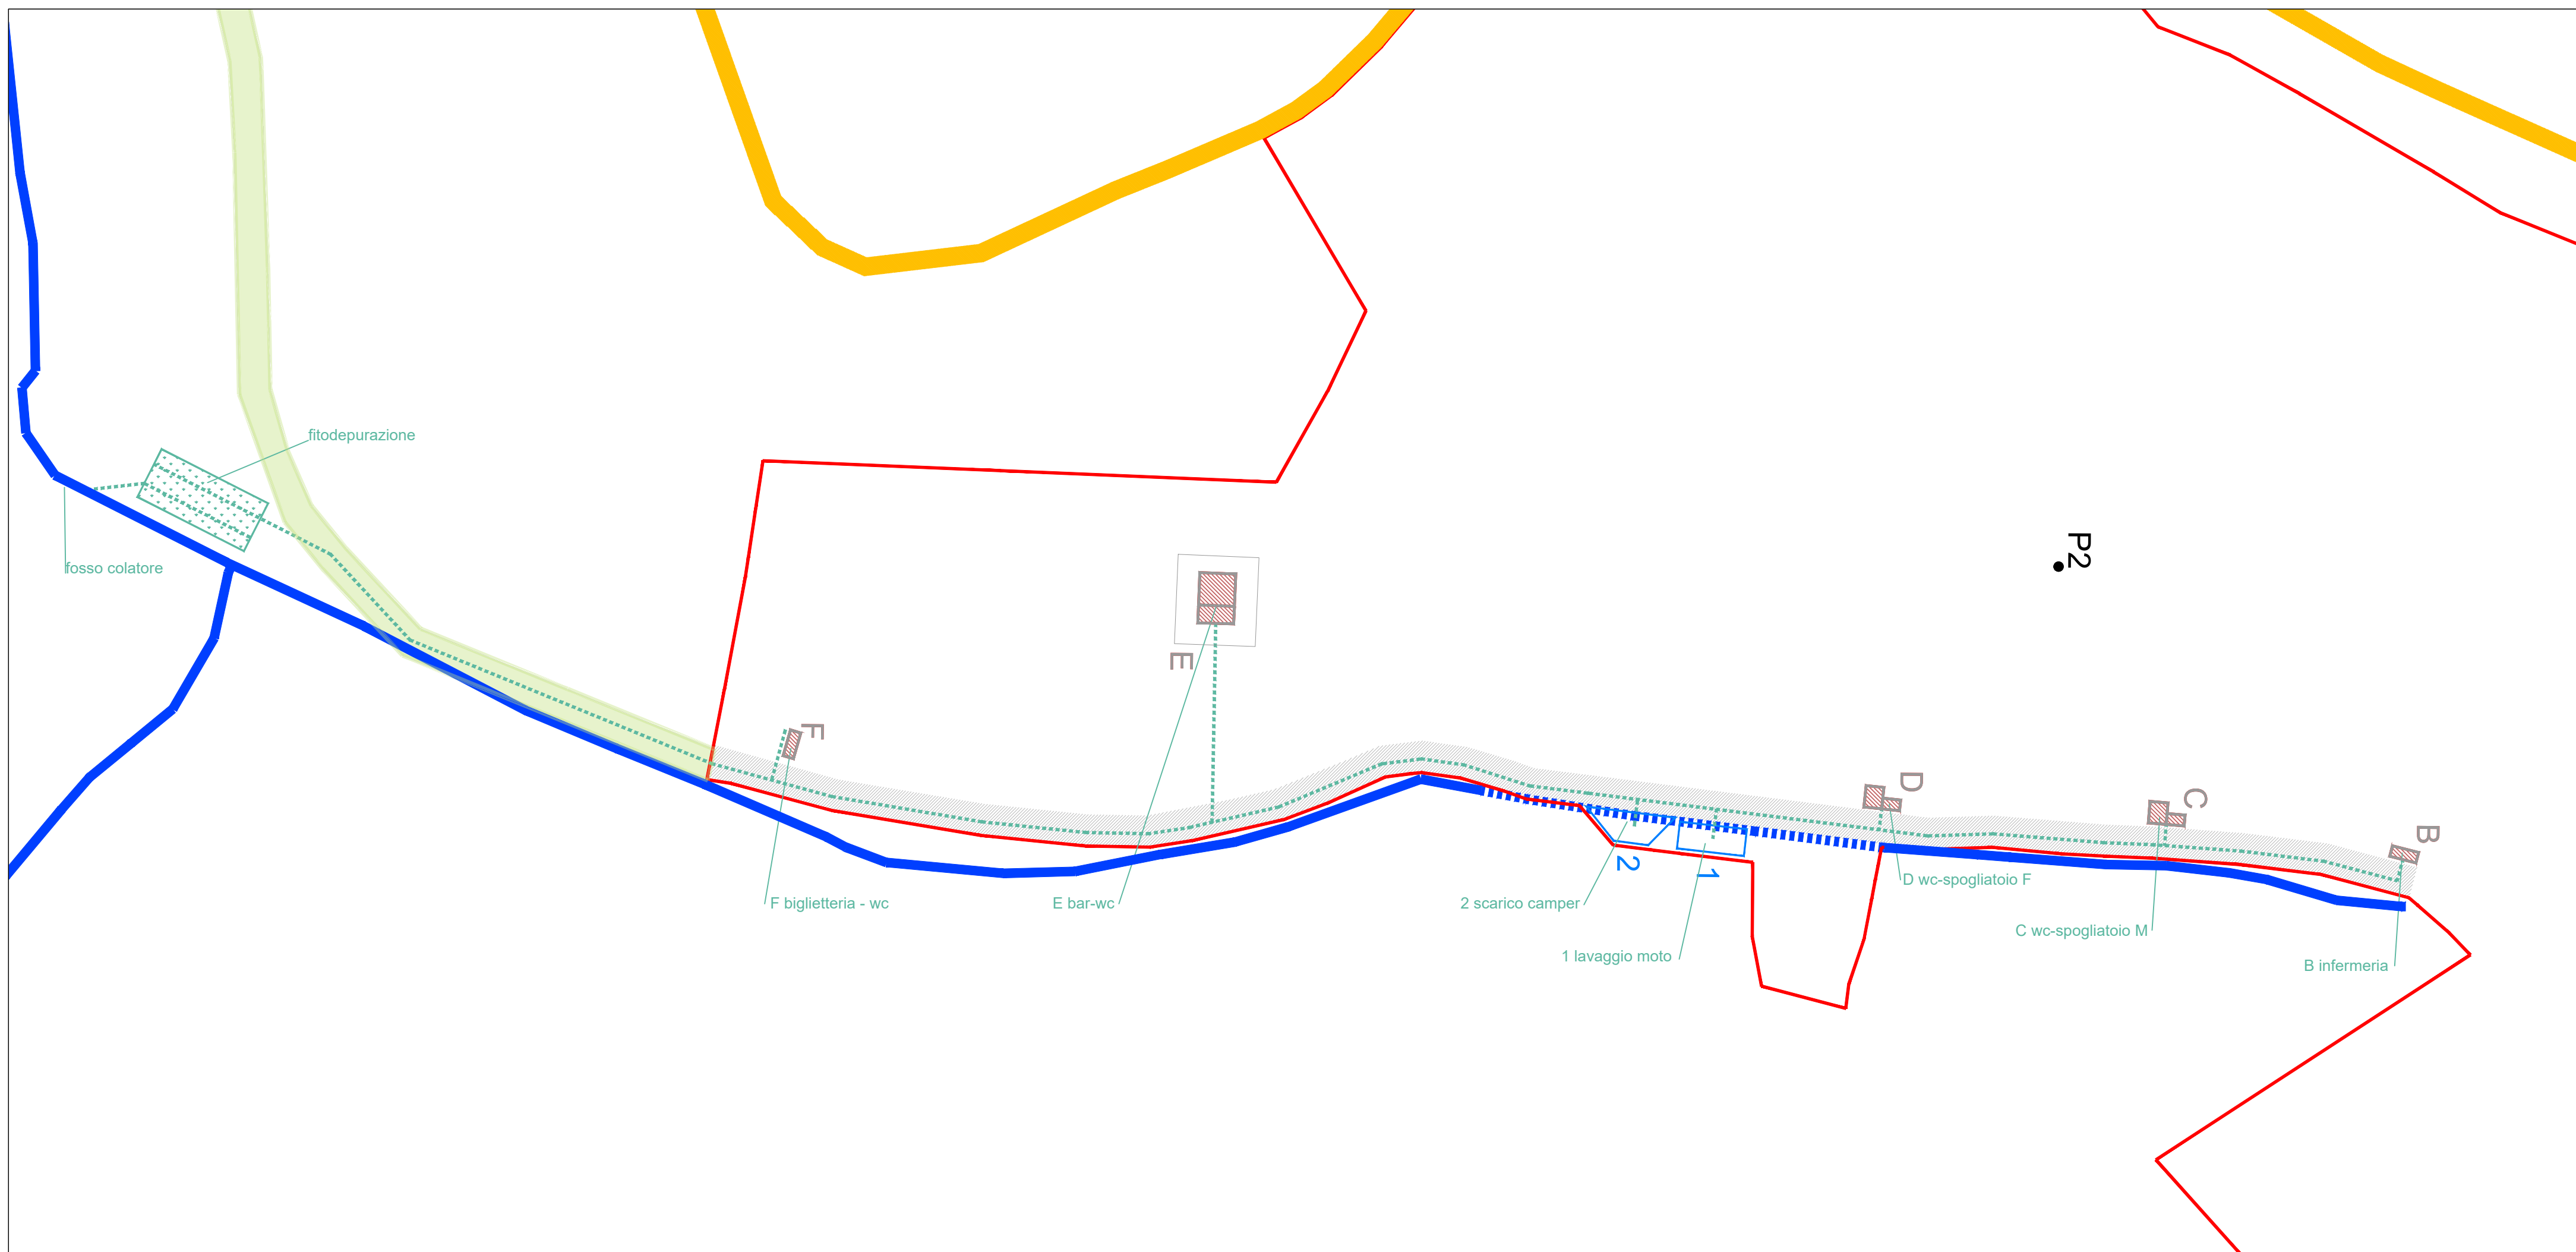 fitodepurazione
fosso colatore
P2
E
F
D
C
B
2
1
F biglietteria - wc
E bar-wc
2 scarico camper
1 lavaggio moto
D wc-spogliatoio F
C wc-spogliatoio M
B infermeria